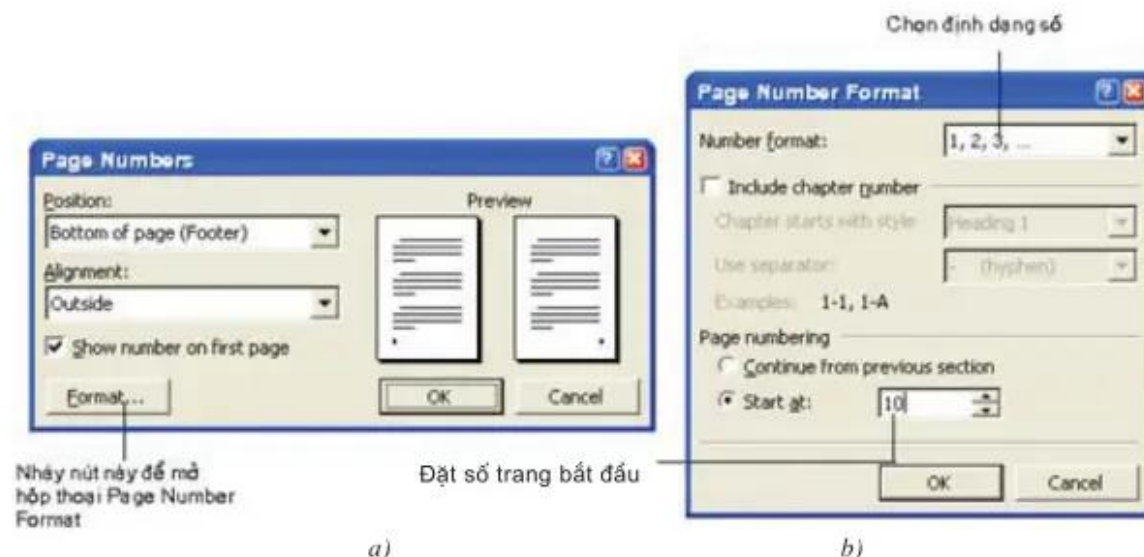 Chọn định dạng số
Page Numbers
Position:
Preview
Bottom of page (Footer)
Alignment:
Outside
Show number on first page
Format...
OK
Cancel
Nháy nút này để mở
hộp thoại Page Number
Format
a)
Page Number Format
Number format:
1, 2, 3, ...
Include chapter number
Chapter starts with style
Heading 1
Use separator:
- (hyphen)
Examples: 1-1, 1-A
Page numbering
Continue from previous section
Start at:
10
Đặt số trang bắt đầu
OK
Cancel
b)